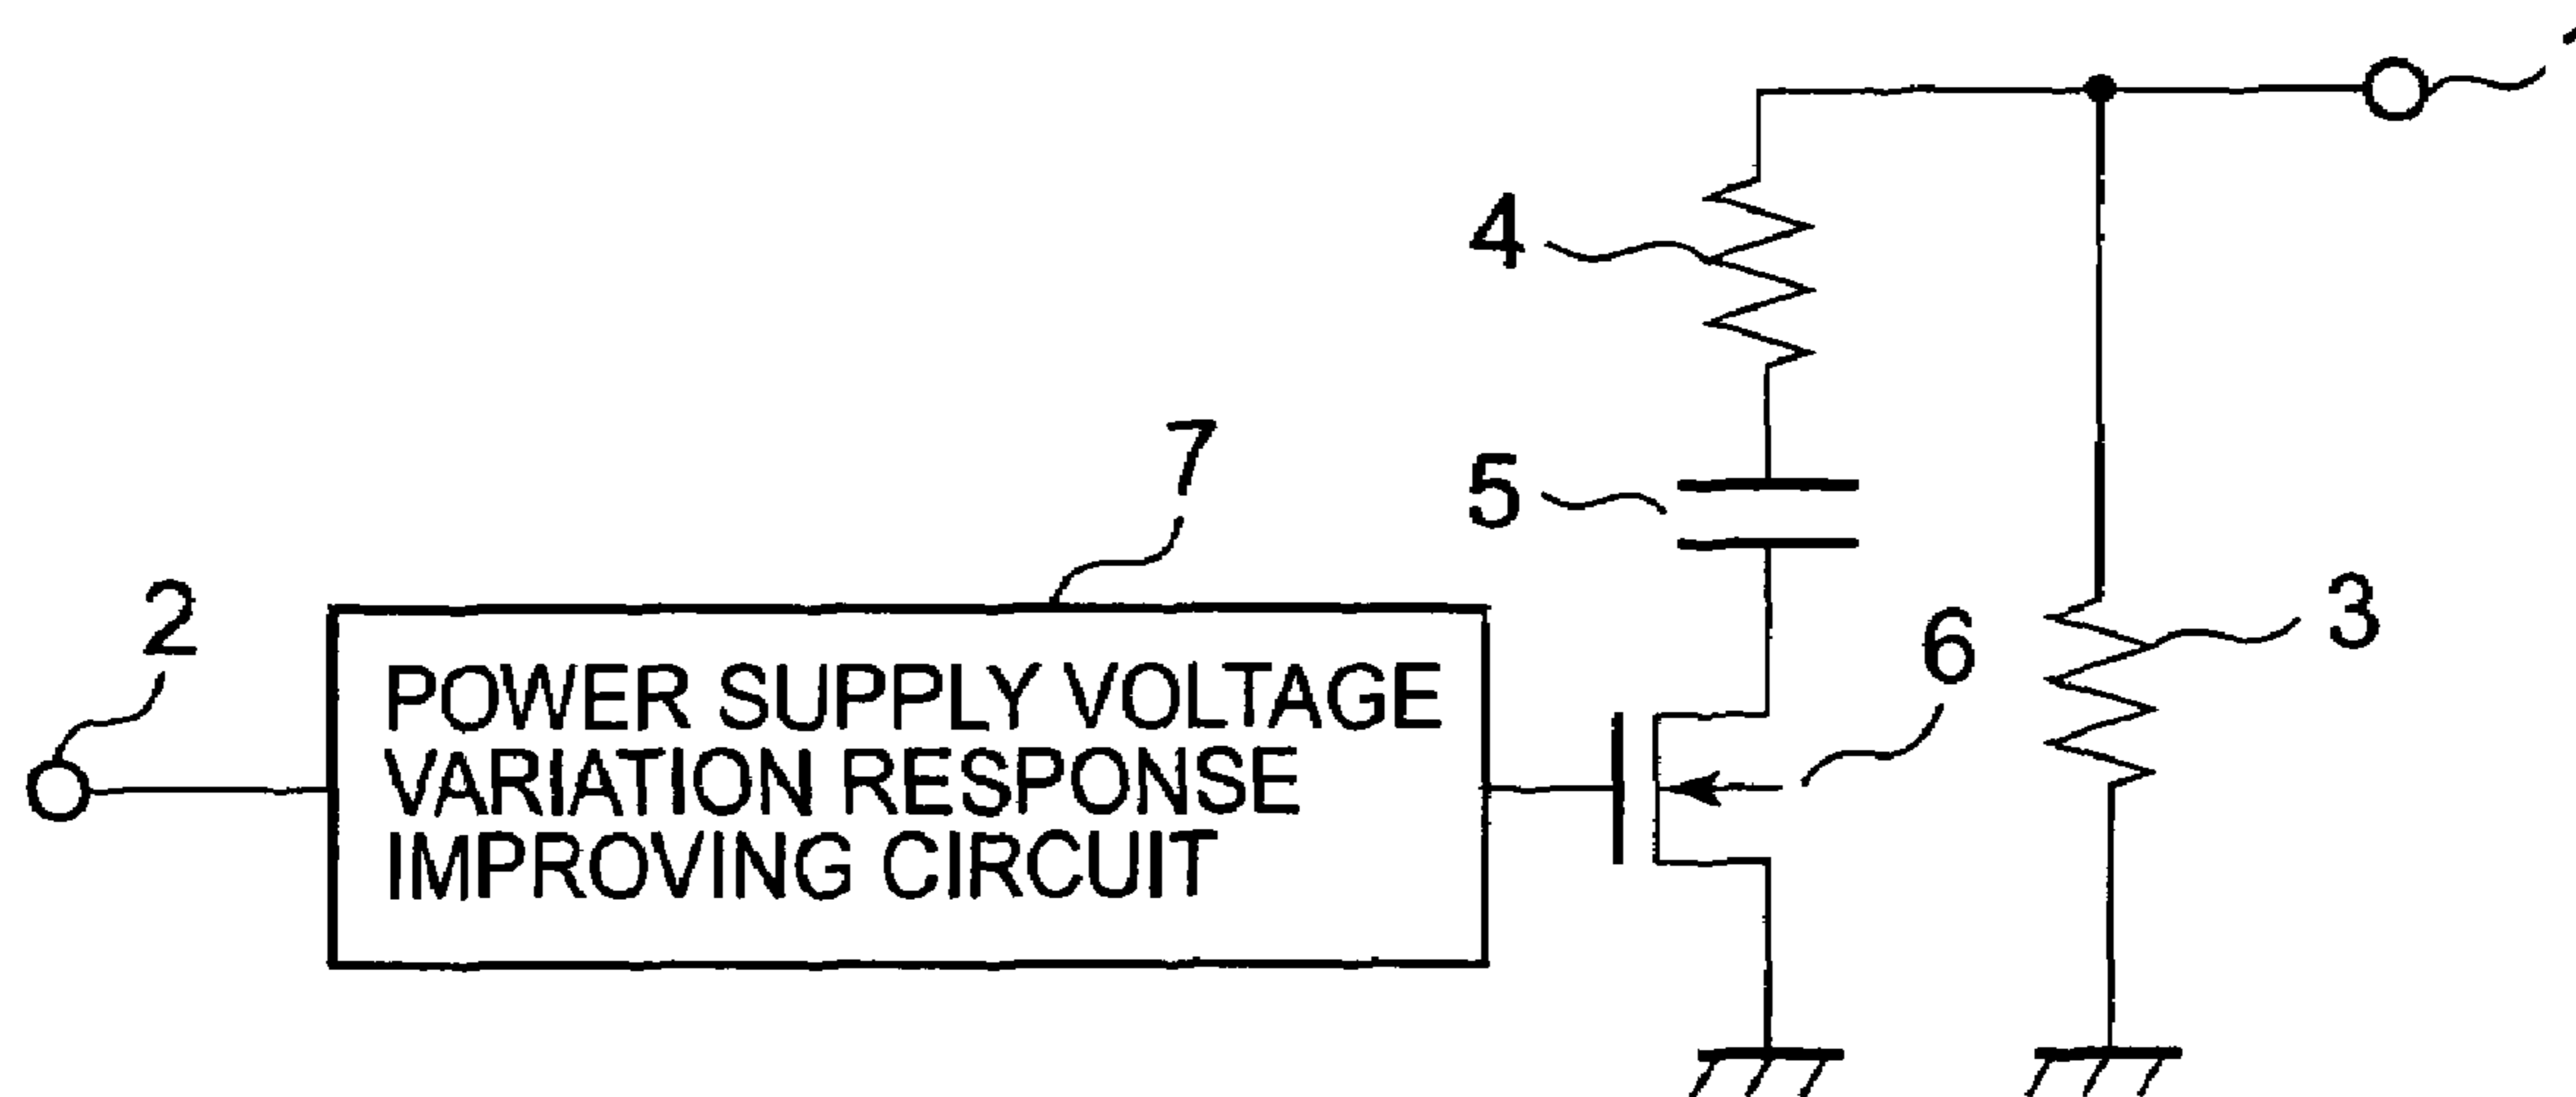 4
7
5
2
3
6
POWER SUPPLY VOLTAGE
VARIATION RESPONSE
IMPROVING CIRCUIT